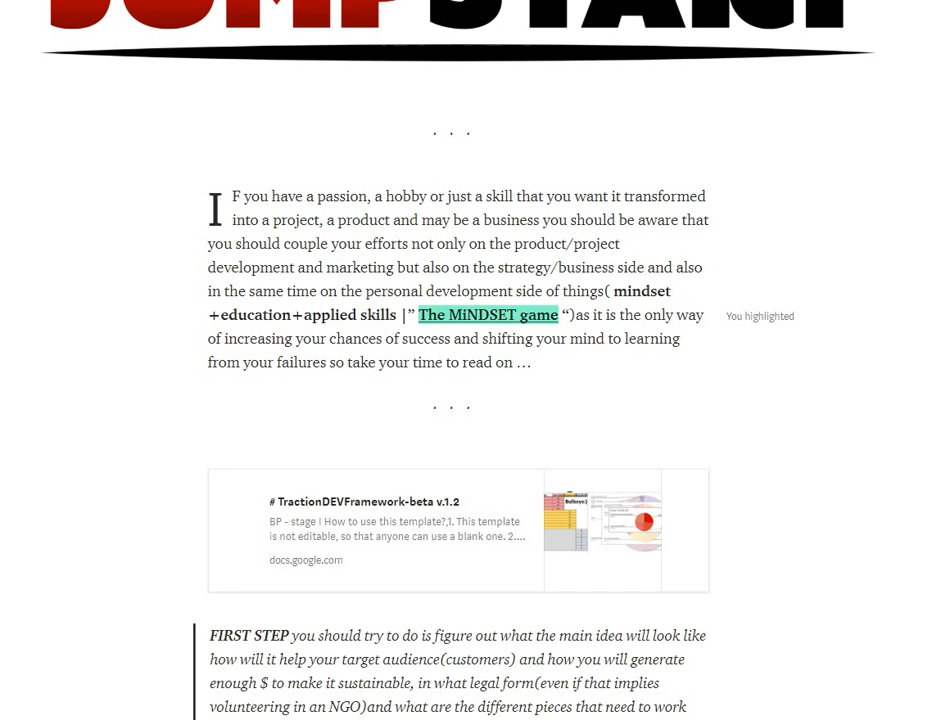 JUMPSTART
. . .
IF you have a passion, a hobby or just a skill that you want it transformed
into a project, a product and may be a business you should be aware that
you should couple your efforts not only on the product/project
development and marketing but also on the strategy/business side and also
in the same time on the personal development side of things( mindset
+education+applied skills |” The MiNDSET game “)as it is the only way
of increasing your chances of success and shifting your mind to learning
from your failures so take your time to read on …
You highlighted
. . .
# TractionDEVFramework-beta v.1.2
BP - stage I How to use this template?,1. This template
is not editable, so that anyone can use a blank one. 2....
docs.google.com
Bullseye
FIRST STEP you should try to do is figure out what the main idea will look like
how will it help your target audience(customers) and how you will generate
enough $ to make it sustainable, in what legal form(even if that implies
volunteering in an NGO)and what are the different pieces that need to work